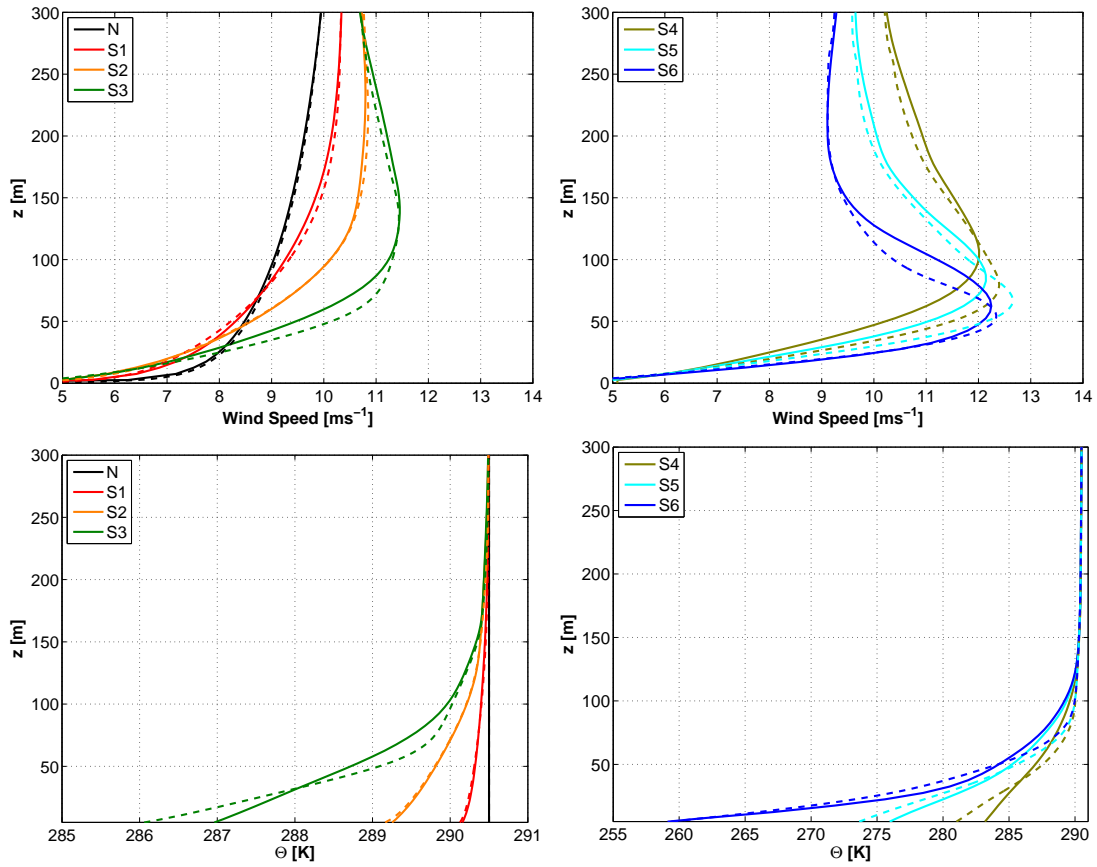 300
250
200
150
100
50
0
z [m]
N
S1
S2
S3
5 6 7 8 9 10 11 12 13 14
Wind Speed [ms⁻¹]
300
250
200
150
100
50
0
z [m]
S4
S5
S6
5 6 7 8 9 10 11 12 13 14
Wind Speed [ms⁻¹]
300
250
200
150
100
50
z [m]
N
S1
S2
S3
285 286 287 288 289 290 291
Θ [K]
300
250
200
150
100
50
z [m]
S4
S5
S6
255 260 265 270 275 280 285 290
Θ [K]